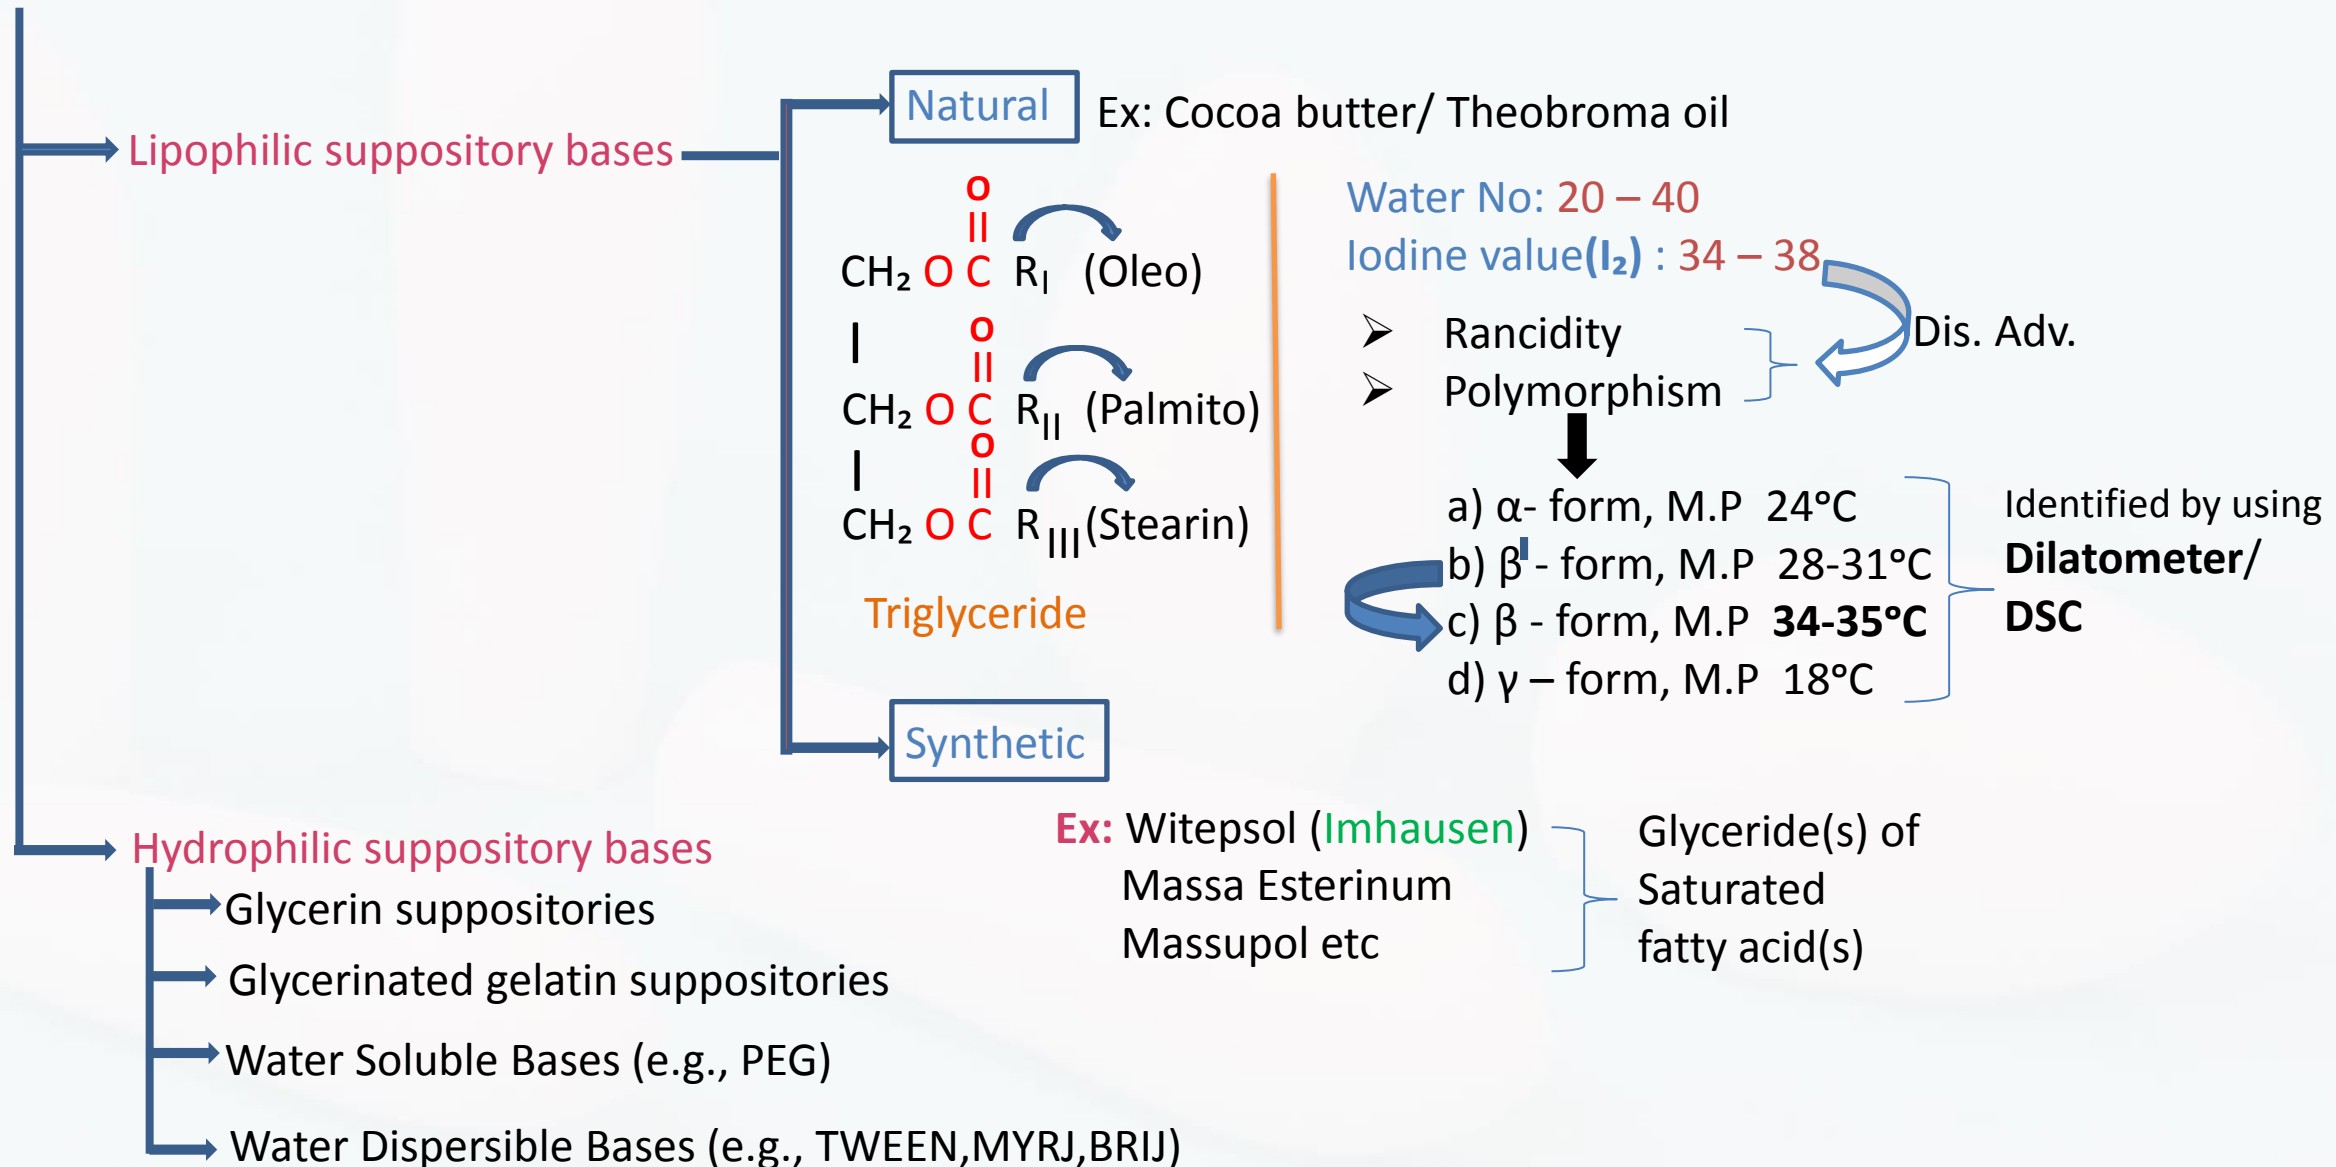 Lipophilic suppository bases
Natural
Ex: Cocoa butter/ Theobroma oil
O
||
CH₂ O C R I (Oleo)
|
O
||
CH₂ O C R II (Palmito)
|
O
||
CH₂ O C R III (Stearin)
Triglyceride
Water No: 20 – 40
Iodine value(I₂) : 34 – 38
➢ Rancidity
➢ Polymorphism
Dis. Adv.
a) α- form, M.P 24°C
b) β' - form, M.P 28-31°C
c) β - form, M.P 34-35°C
d) γ – form, M.P 18°C
Identified by using
Dilatometer/
DSC
Synthetic
Ex: Witepsol (Imhausen)
Massa Esterinum
Massupol etc
Glyceride(s) of
Saturated
fatty acid(s)
Hydrophilic suppository bases
Glycerin suppositories
Glycerinated gelatin suppositories
Water Soluble Bases (e.g., PEG)
Water Dispersible Bases (e.g., TWEEN,MYRJ,BRIJ)